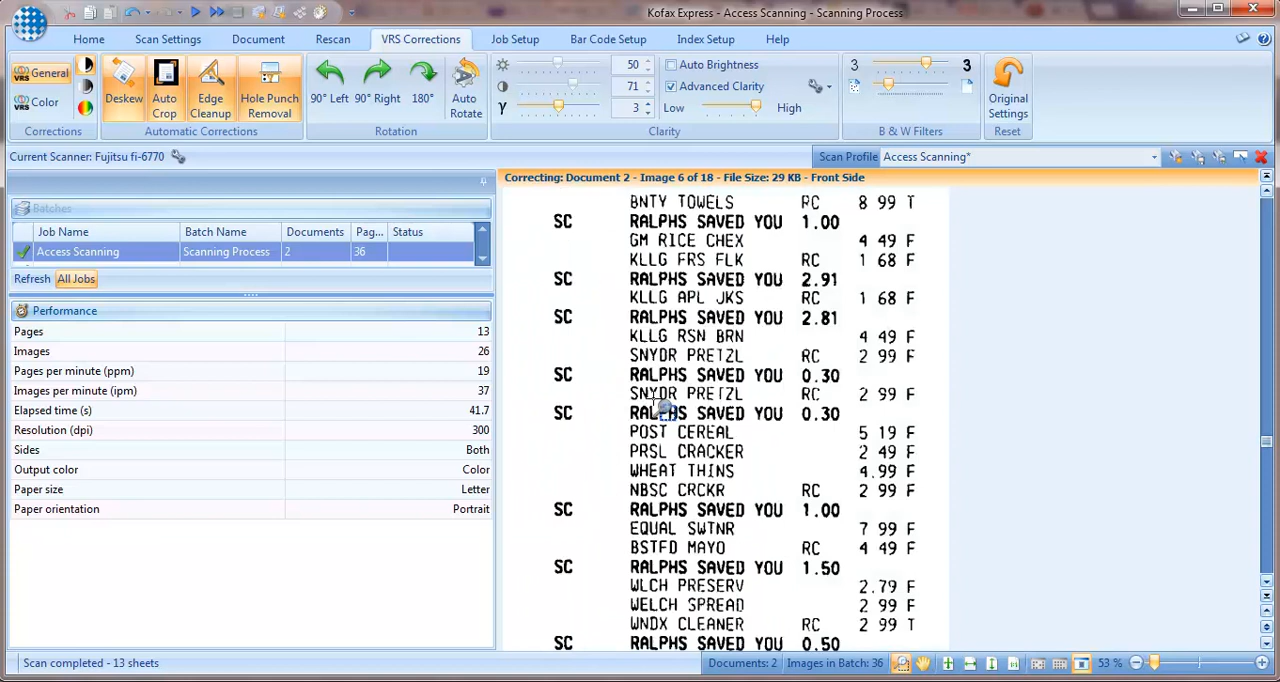 Kofax Express - Access Scanning - Scanning Process
Home Scan Settings Document Rescan VRS Corrections Job Setup Bar Code Setup Index Setup Help
VRS General
VRS Color
Corrections
Deskew
Auto Crop
Edge Cleanup
Hole Punch Removal
Automatic Corrections
90° Left 90° Right 180° Auto Rotate
Rotation
50 Auto Brightness
71 Advanced Clarity
γ 3 Low High
Clarity
3 3
B & W Filters
Original Settings
Reset
Current Scanner: Fujitsu fi-6770
Scan Profile Access Scanning*
Batches
Job Name Batch Name Documents Pag... Status
Access Scanning Scanning Process 2 36
Refresh All Jobs
Performance
Pages 13
Images 26
Pages per minute (ppm) 19
Images per minute (ipm) 37
Elapsed time (s) 41.7
Resolution (dpi) 300
Sides Both
Output color Color
Paper size Letter
Paper orientation Portrait
Correcting: Document 2 - Image 6 of 18 - File Size: 29 KB - Front Side
BNTY TOWELS RC 8 99 T
SC RALPHS SAVED YOU 1.00
GM RICE CHEX 4 49 F
KLLG FRS FLK RC 1 68 F
SC RALPHS SAVED YOU 2.91
KLLG APL JKS RC 1 68 F
SC RALPHS SAVED YOU 2.81
KLLG RSN BRN 4 49 F
SNYDR PRETZL RC 2 99 F
SC RALPHS SAVED YOU 0.30
SNYDR PRETZL RC 2 99 F
SC RALPHS SAVED YOU 0.30
POST CEREAL 5 19 F
PRSL CRACKER 2 49 F
WHEAT THINS 4.99 F
NBSC CRCKR RC 2 99 F
SC RALPHS SAVED YOU 1.00
EQUAL SWTNR 7 99 F
BSTFD MAYO RC 4 49 F
SC RALPHS SAVED YOU 1.50
WLCH PRESERV 2.79 F
WELCH SPREAD 2 99 F
WNDX CLEANER RC 2 99 T
SC RALPHS SAVED YOU 0.50
Scan completed - 13 sheets
Documents: 2 Images in Batch: 36 53 %